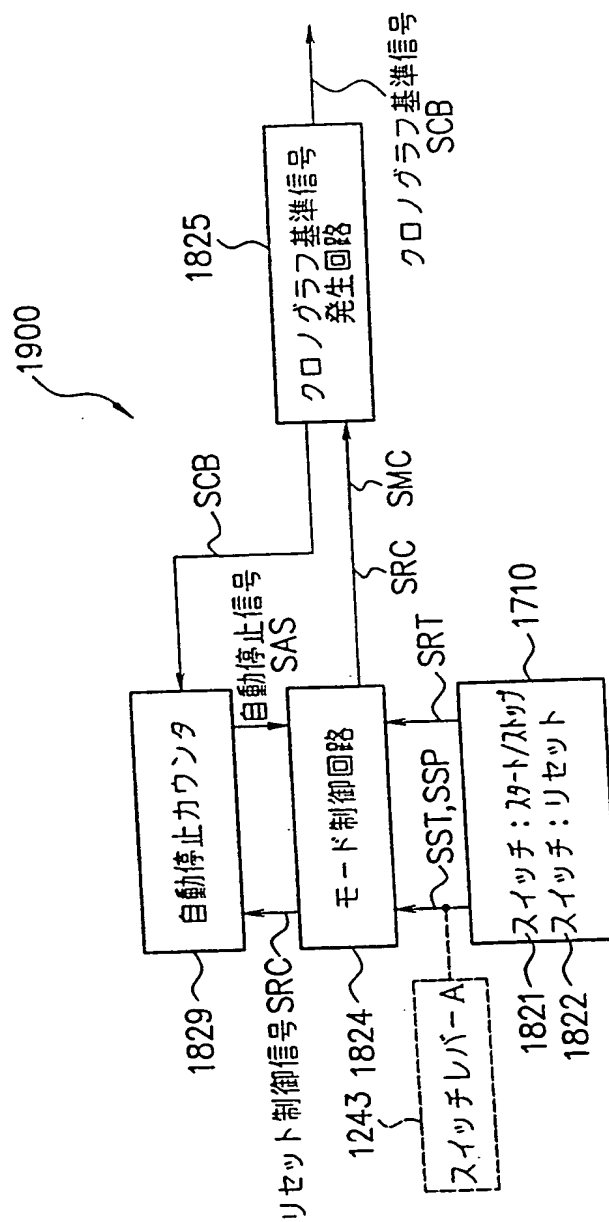 1900
1825
クロノグラフ基準信号
発生回路
クロノグラフ基準信号
SCB
SCB
自動停止信号
SAS
SRC
SMC
1829
自動停止カウンタ
リセット制御信号SRC
1824
モード制御回路
SST,SSP
SRT
1243
スイッチレバーA
1710
1821
スイッチ:スタート/ストップ
1822
スイッチ:リセット